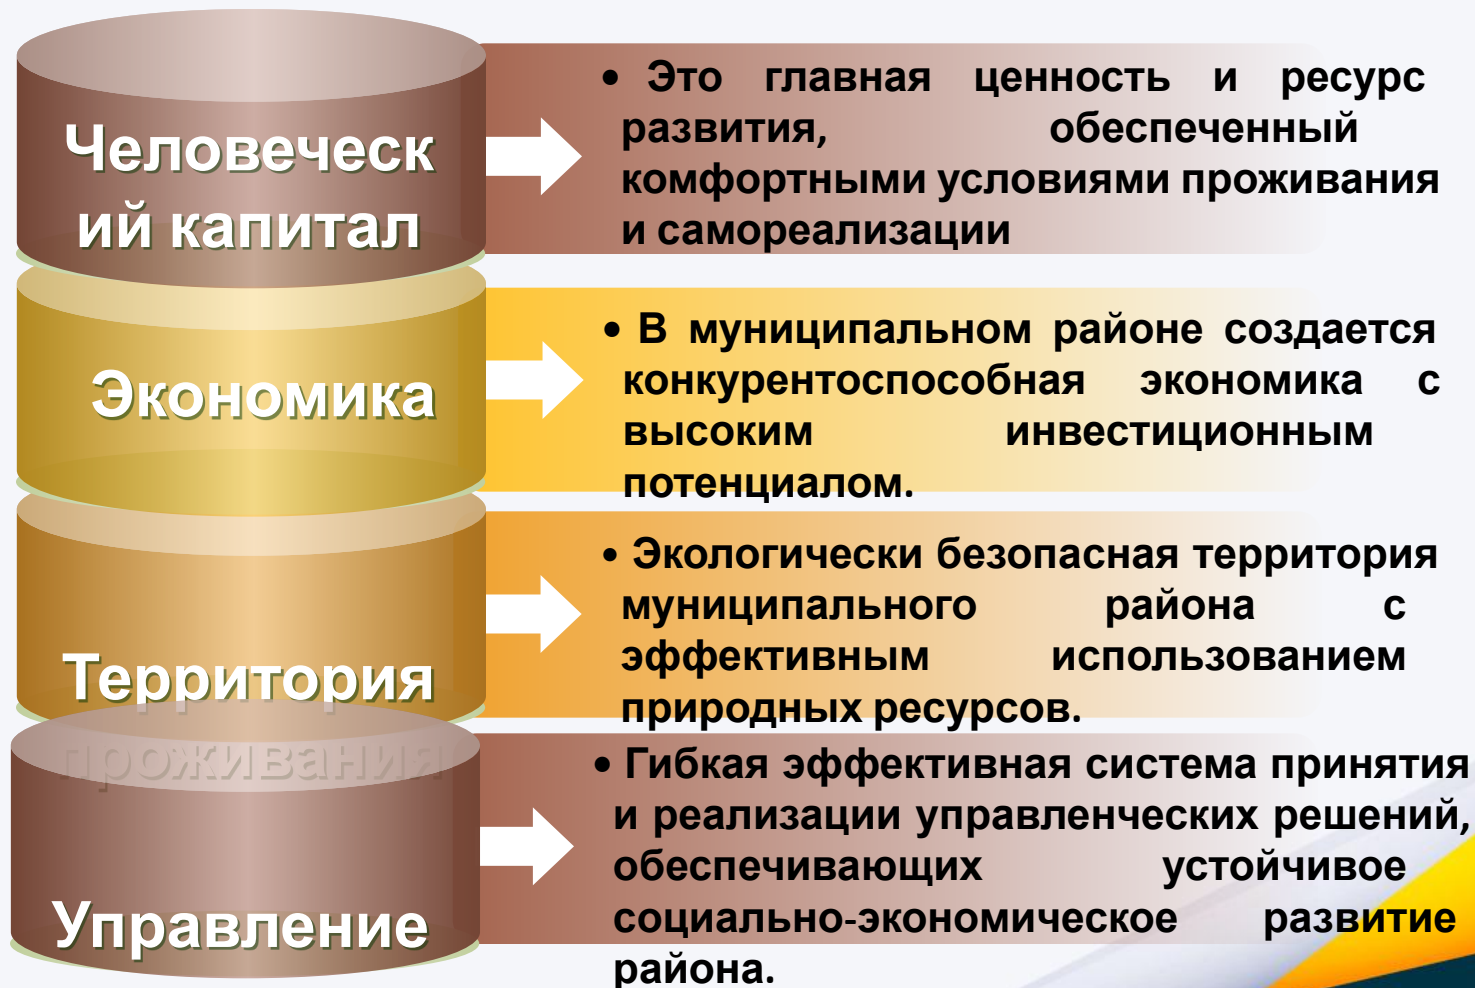 Человеческ
ий капитал
• Это главная ценность и ресурс
развития, обеспеченный
комфортными условиями проживания
и самореализации
Экономика
• В муниципальном районе создается
конкурентоспособная экономика с
высоким инвестиционным
потенциалом.
Территория
проживания
• Экологически безопасная территория
муниципального района с
эффективным использованием
природных ресурсов.
Управление
• Гибкая эффективная система принятия
и реализации управленческих решений,
обеспечивающих устойчивое
социально-экономическое развитие
района.